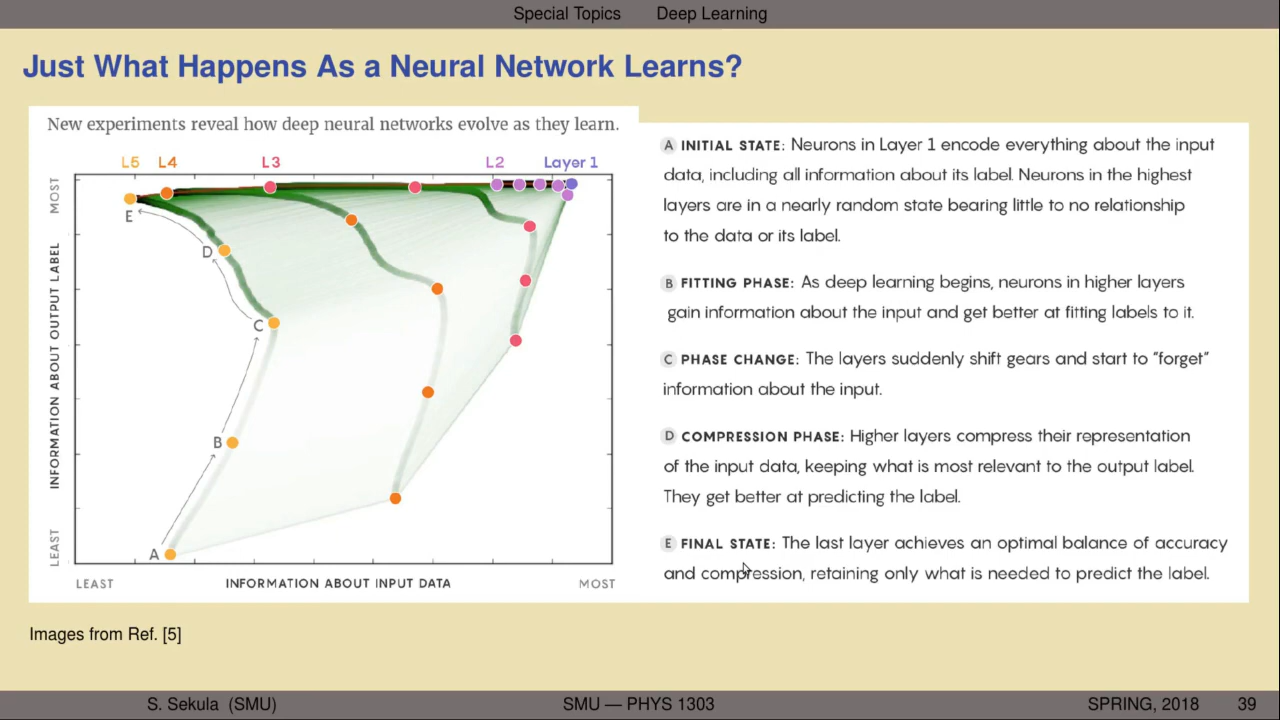 Special Topics Deep Learning
Just What Happens As a Neural Network Learns?
New experiments reveal how deep neural networks evolve as they learn.
L5 L4 L3 L2 Layer 1
MOST
INFORMATION ABOUT OUTPUT LABEL
LEAST
E
D
C
B
A
LEAST INFORMATION ABOUT INPUT DATA MOST
A INITIAL STATE: Neurons in Layer 1 encode everything about the input
data, including all information about its label. Neurons in the highest
layers are in a nearly random state bearing little to no relationship
to the data or its label.
B FITTING PHASE: As deep learning begins, neurons in higher layers
gain information about the input and get better at fitting labels to it.
C PHASE CHANGE: The layers suddenly shift gears and start to "forget"
information about the input.
D COMPRESSION PHASE: Higher layers compress their representation
of the input data, keeping what is most relevant to the output label.
They get better at predicting the label.
E FINAL STATE: The last layer achieves an optimal balance of accuracy
and compression, retaining only what is needed to predict the label.
Images from Ref. [5]
S. Sekula (SMU) SMU — PHYS 1303 SPRING, 2018 39